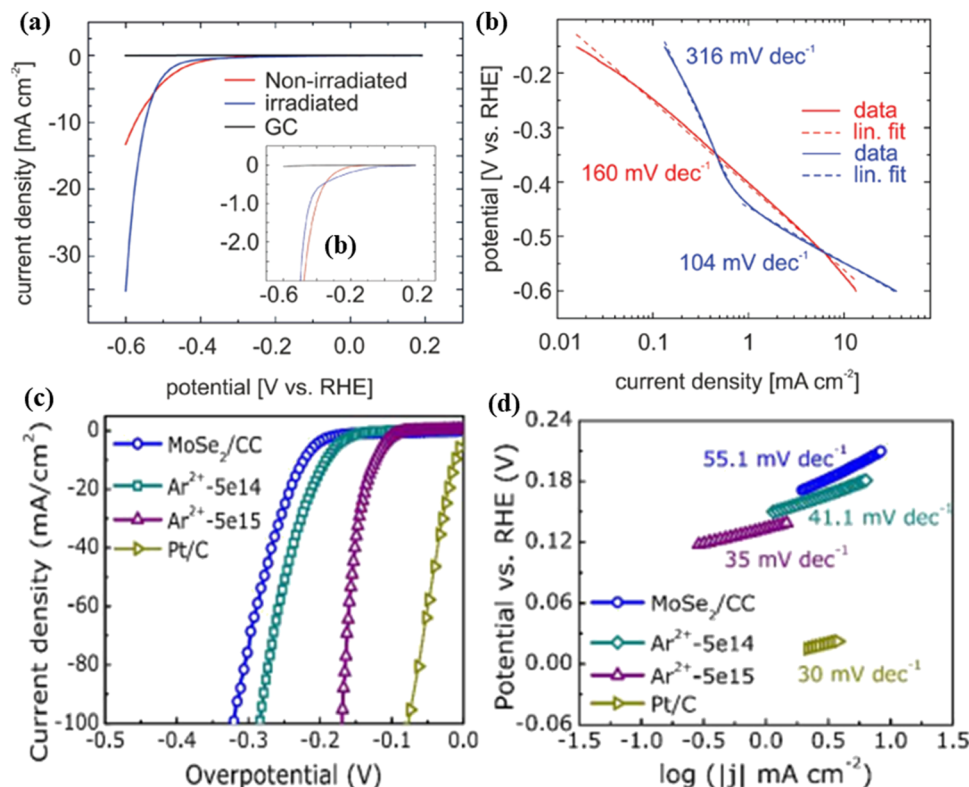 (a)
0
-10
-20
-30
current density [mA cm⁻²]
-0.6
-0.4
-0.2
0.0
0.2
potential [V vs. RHE]
Non-irradiated
irradiated
GC
0
-1.0
-2.0
(b)
-0.6
-0.2
0.2
(b)
-0.2
-0.3
-0.4
-0.5
-0.6
potential [V vs. RHE]
0.01
0.1
1
10
current density [mA cm⁻²]
316 mV dec⁻¹
160 mV dec⁻¹
104 mV dec⁻¹
data
lin. fit
data
lin. fit
(c)
0
-20
-40
-60
-80
-100
Current density (mA/cm²)
-0.5
-0.4
-0.3
-0.2
-0.1
0.0
Overpotential (V)
MoSe₂/CC
Ar²⁺-5e14
Ar²⁺-5e15
Pt/C
(d)
0.24
0.18
0.12
0.06
0.00
-0.06
Potential vs. RHE (V)
-1.5
-1.0
-0.5
0.0
0.5
1.0
1.5
log (|j| mA cm⁻²)
55.1 mV dec⁻¹
41.1 mV dec⁻¹
35 mV dec⁻¹
30 mV dec⁻¹
MoSe₂/CC
Ar²⁺-5e14
Ar²⁺-5e15
Pt/C